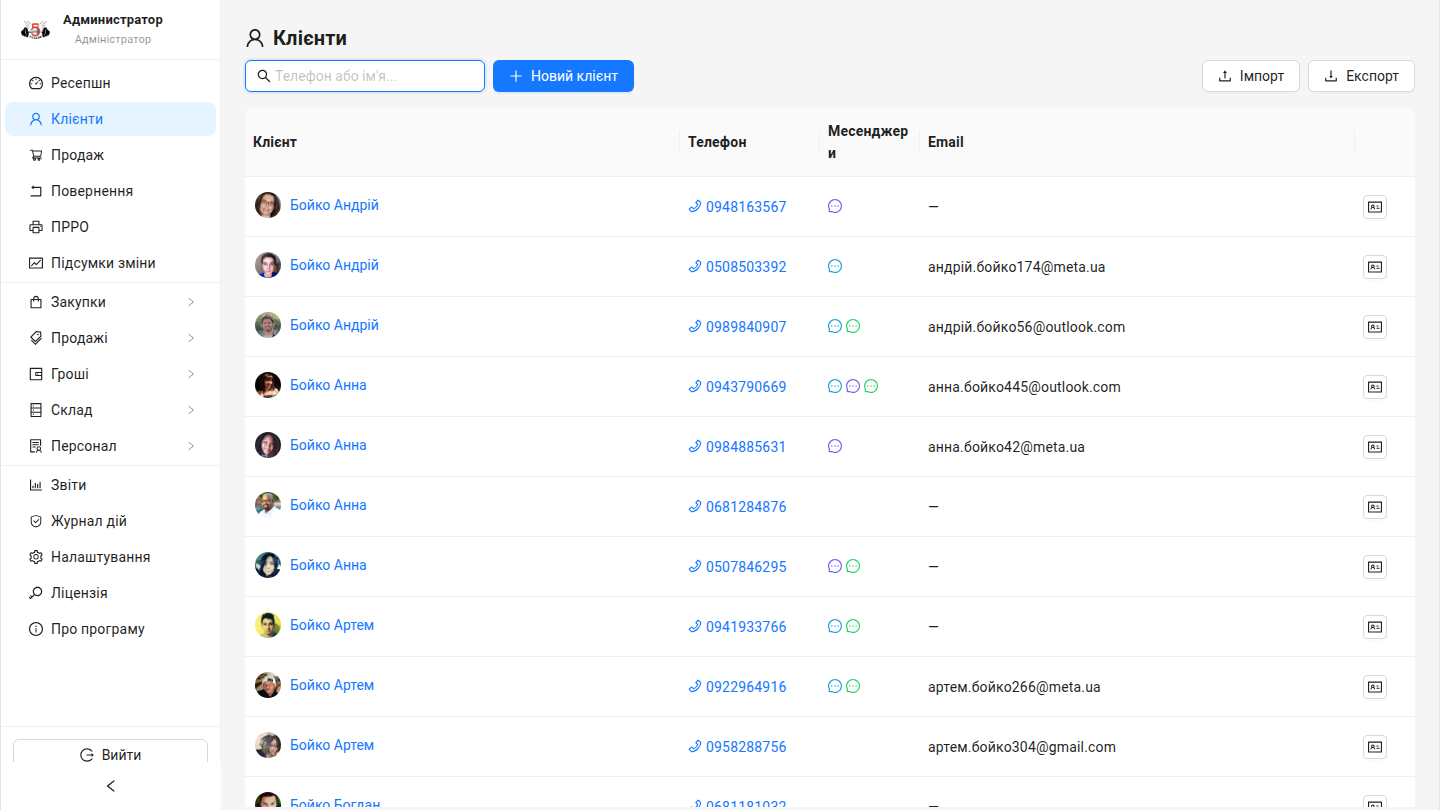 Администратор
Адміністратор
Ресепшн
Клієнти
Продаж
Повернення
ПРРО
Підсумки зміни
Закупки
Продажі
Гроші
Склад
Персонал
Звіти
Журнал дій
Налаштування
Ліцензія
Про програму
Вийти
Клієнти
Телефон або ім'я...
Новий клієнт
Імпорт
Експорт
Клієнт Телефон Месенджер
и Email
Бойко Андрій 0948163567 —
Бойко Андрій 0508503392 андрій.бойко174@meta.ua
Бойко Андрій 0989840907 андрій.бойко56@outlook.com
Бойко Анна 0943790669 анна.бойко445@outlook.com
Бойко Анна 0984885631 анна.бойко42@meta.ua
Бойко Анна 0681284876 —
Бойко Анна 0507846295 —
Бойко Артем 0941933766 —
Бойко Артем 0922964916 артем.бойко266@meta.ua
Бойко Артем 0958288756 артем.бойко304@gmail.com
Бойко Богдан 0681181032 —